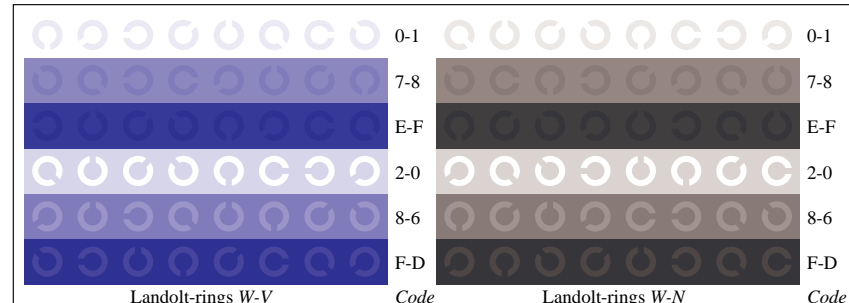 0-1 0-1
7-8 7-8
E-F E-F
2-0 2-0
8-6 8-6
F-D F-D
Landolt-rings W-V Code Landolt-rings W-N Code